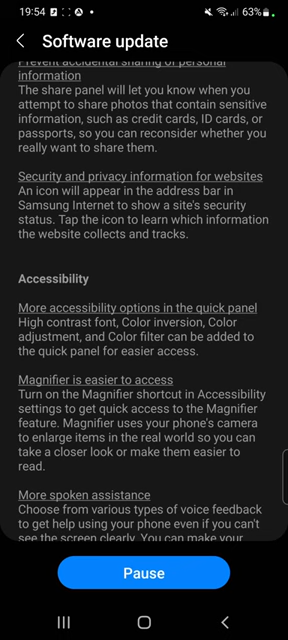 19:54
63%
Software update
Prevent accidental sharing of personal
information
The share panel will let you know when you
attempt to share photos that contain sensitive
information, such as credit cards, ID cards, or
passports, so you can reconsider whether you
really want to share them.
Security and privacy information for websites
An icon will appear in the address bar in
Samsung Internet to show a site's security
status. Tap the icon to learn which information
the website collects and tracks.
Accessibility
More accessibility options in the quick panel
High contrast font, Color inversion, Color
adjustment, and Color filter can be added to
the quick panel for easier access.
Magnifier is easier to access
Turn on the Magnifier shortcut in Accessibility
settings to get quick access to the Magnifier
feature. Magnifier uses your phone's camera
to enlarge items in the real world so you can
take a closer look or make them easier to
read.
More spoken assistance
Choose from various types of voice feedback
to get help using your phone even if you can't
see the screen clearly. You can make your
Pause